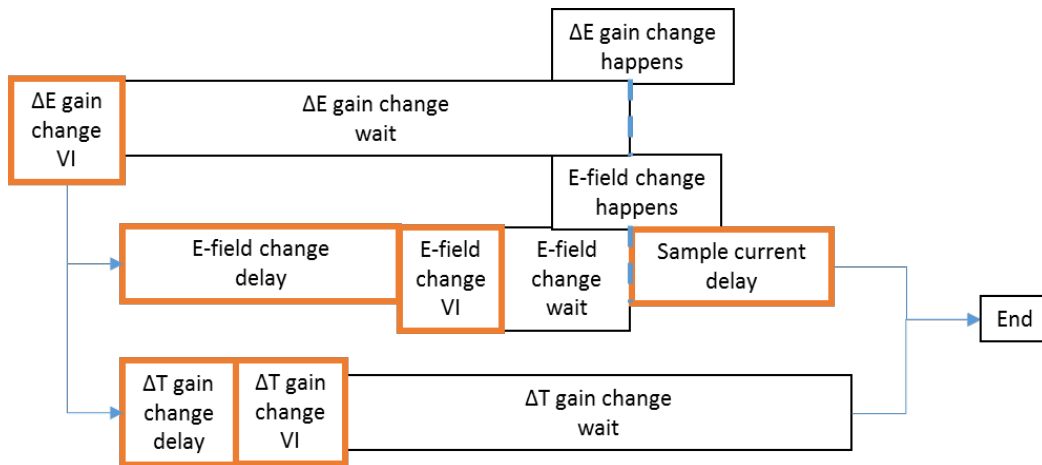 ΔE gain change
happens
ΔE gain
change
VI
ΔE gain change
wait
E-field change
happens
E-field change
delay
E-field
change
VI
E-field
change
wait
Sample current
delay
End
ΔT gain
change
delay
ΔT gain
change
VI
ΔT gain change
wait